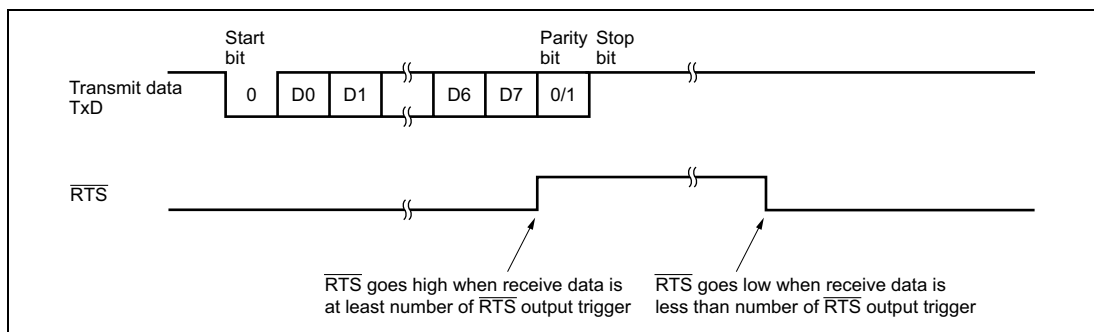 Start bit
Parity bit
Stop bit
Transmit data
TxD
0 D0 D1 D6 D7 0/1
RTS
RTS goes high when receive data is
at least number of RTS output trigger
RTS goes low when receive data is
less than number of RTS output trigger